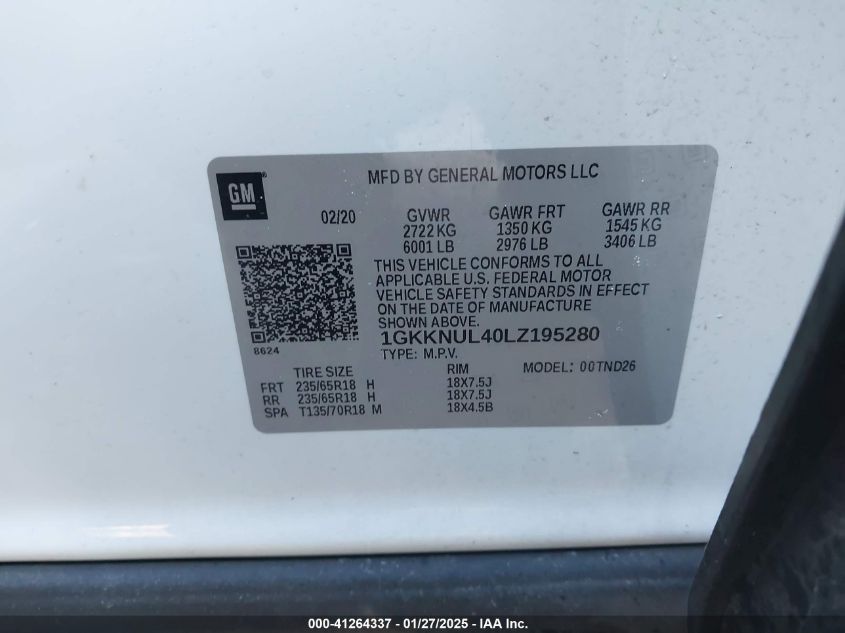 GM®
MFD BY GENERAL MOTORS LLC
02/20 GVWR GAWR FRT GAWR RR
2722 KG 1350 KG 1545 KG
6001 LB 2976 LB 3406 LB
THIS VEHICLE CONFORMS TO ALL
APPLICABLE U.S. FEDERAL MOTOR
VEHICLE SAFETY STANDARDS IN EFFECT
ON THE DATE OF MANUFACTURE
SHOWN ABOVE.
1GKKNUL40LZ195280
8624 TYPE: M.P.V. MODEL: 00TND26
TIRE SIZE RIM
FRT 235/65R18 H 18X7.5J
RR 235/65R18 H 18X7.5J
SPA T135/70R18 M 18X4.5B
000-41264337 - 01/27/2025 - IAA Inc.